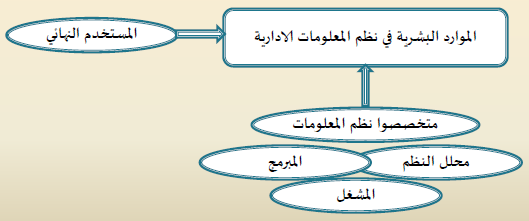 الموارد البشرية في نظم المعلومات الادارية
المستخدم النهائي
متخصصوا نظم المعلومات
محلل النظم
المبرمج
المشغل